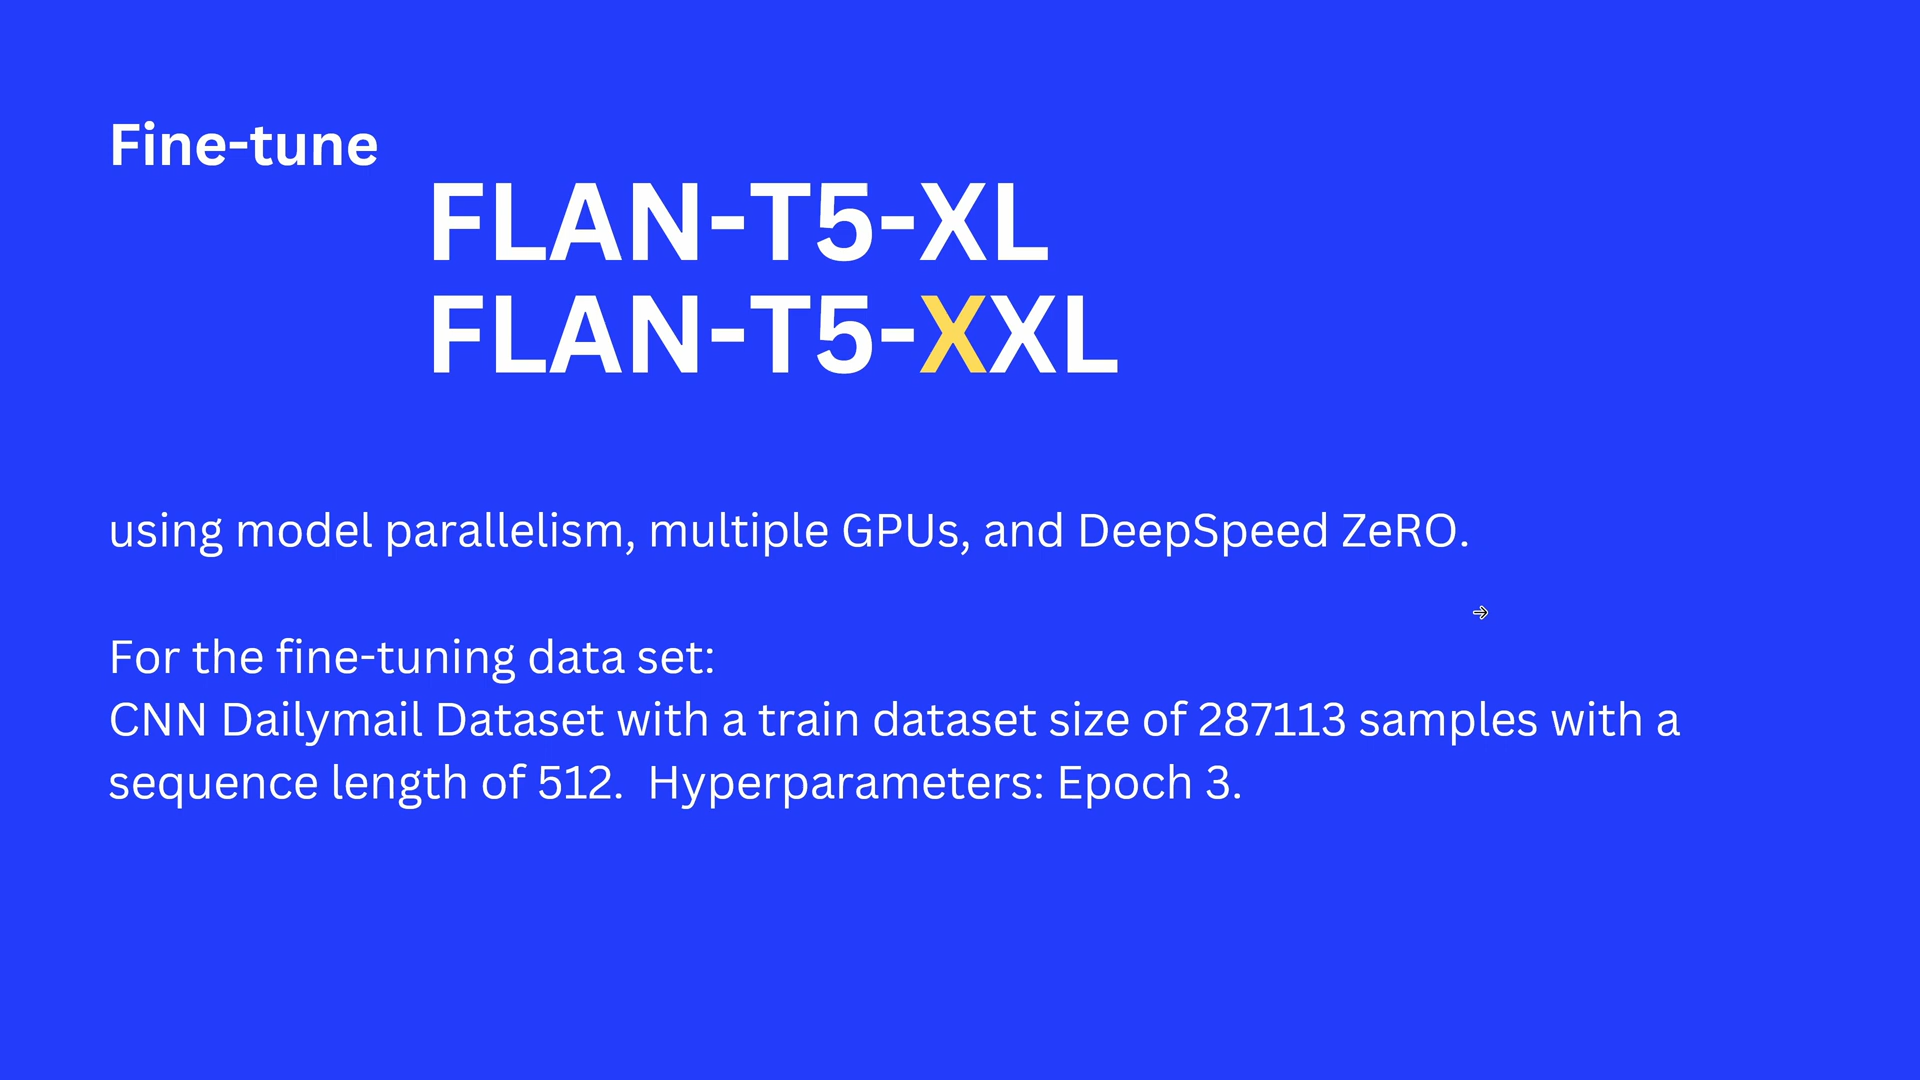 Fine-tune
FLAN-T5-XL
FLAN-T5-XXL
using model parallelism, multiple GPUs, and DeepSpeed ZeRO.
For the fine-tuning data set:
CNN Dailymail Dataset with a train dataset size of 287113 samples with a
sequence length of 512.  Hyperparameters: Epoch 3.